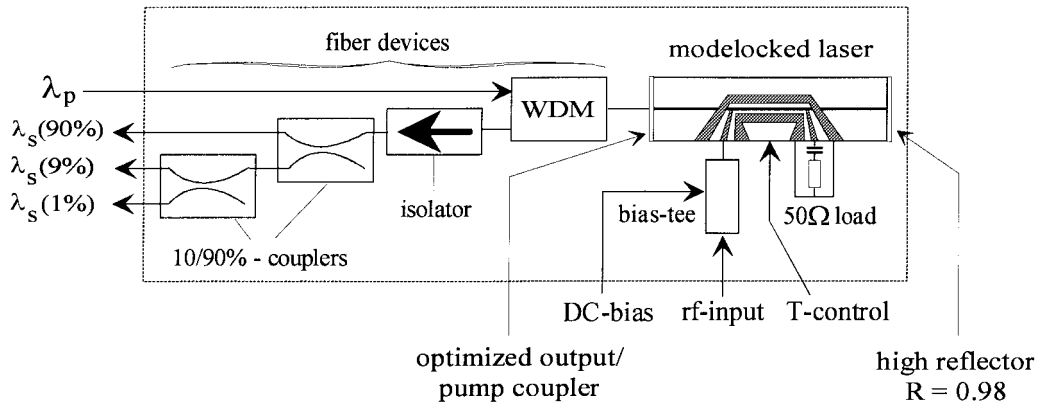 fiber devices
modelocked laser
λp
WDM
λs(90%)
λs(9%)
λs(1%)
isolator
bias-tee
50Ω load
10/90% - couplers
DC-bias
rf-input
T-control
optimized output/
pump coupler
high reflector
R = 0.98